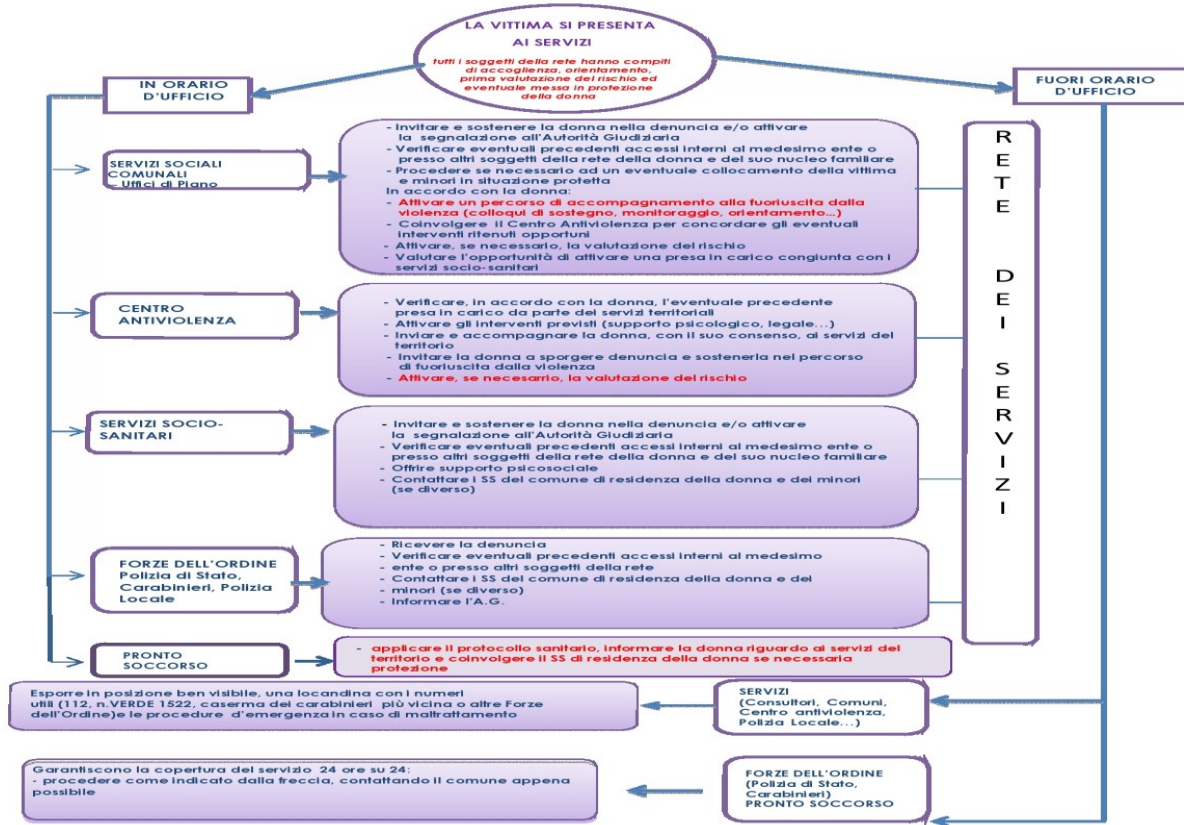 LA VITTIMA SI PRESENTA
AI SERVIZI
tutti i soggetti della rete hanno compiti
di accoglienza, orientamento,
prima valutazione del rischio ed
eventuale messa in protezione
della donna
IN ORARIO
D'UFFICIO
FUORI ORARIO
D'UFFICIO
SERVIZI SOCIALI
COMUNALI
– Uffici di Piano
- Invitare e sostenere la donna nella denuncia e/o attivare
la segnalazione all'Autorità Giudiziaria
- Verificare eventuali precedenti accessi interni al medesimo ente o
presso altri soggetti della rete della donna e del suo nucleo familiare
- Procedere se necessario ad un eventuale collocamento della vittima
e minori in situazione protetta
In accordo con la donna:
- Attivare un percorso di accompagnamento alla fuoriuscita dalla
violenza (colloqui di sostegno, monitoraggio, orientamento...)
- Coinvolgere il Centro Antiviolenza per concordare gli eventuali
interventi ritenuti opportuni
- Attivare, se necessario, la valutazione del rischio
- Valutare l'opportunità di attivare una presa in carico congiunta con i
servizi socio-sanitari
CENTRO
ANTIVIOLENZA
- Verificare, in accordo con la donna, l'eventuale precedente
presa in carico da parte dei servizi territoriali
- Attivare gli interventi previsti (supporto psicologico, legale...)
- Inviare e accompagnare la donna, con il suo consenso, ai servizi del
territorio
- Invitare la donna a sporgere denuncia e sostenerla nel percorso
di fuoriuscita dalla violenza
- Attivare, se necesarrio, la valutazione del rischio
SERVIZI SOCIO-
SANITARI
- Invitare e sostenere la donna nella denuncia e/o attivare
la segnalazione all'Autorità Giudiziaria
- Verificare eventuali precedenti accessi interni al medesimo ente o
presso altri soggetti della rete della donna e del suo nucleo familiare
- Offrire supporto psicosociale
- Contattare i SS del comune di residenza della donna e dei minori
(se diverso)
FORZE DELL'ORDINE
Polizia di Stato,
Carabinieri, Polizia
Locale
- Ricevere la denuncia
- Verificare eventuali precedenti accessi interni al medesimo
- ente o presso altri soggetti della rete
- Contattare i SS del comune di residenza della donna e dei
- minori (se diverso)
- Informare l'A.G.
PRONTO
SOCCORSO
- applicare il protocollo sanitario, informare la donna riguardo ai servizi del
territorio e coinvolgere il SS di residenza della donna se necessaria
protezione
RETE DEI SERVIZI
Esporre in posizione ben visibile, una locandina con i numeri
utili (112, n.VERDE 1522, caserma dei carabinieri più vicina o altre Forze
dell'Ordine)e le procedure d'emergenza in caso di maltrattamento
SERVIZI
(Consultori, Comuni,
Centro antiviolenza,
Polizia Locale...)
Garantiscono la copertura del servizio 24 ore su 24:
- procedere come indicato dalla freccia, contattando il comune appena
possibile
FORZE DELL'ORDINE
(Polizia di Stato,
Carabinieri)
PRONTO SOCCORSO